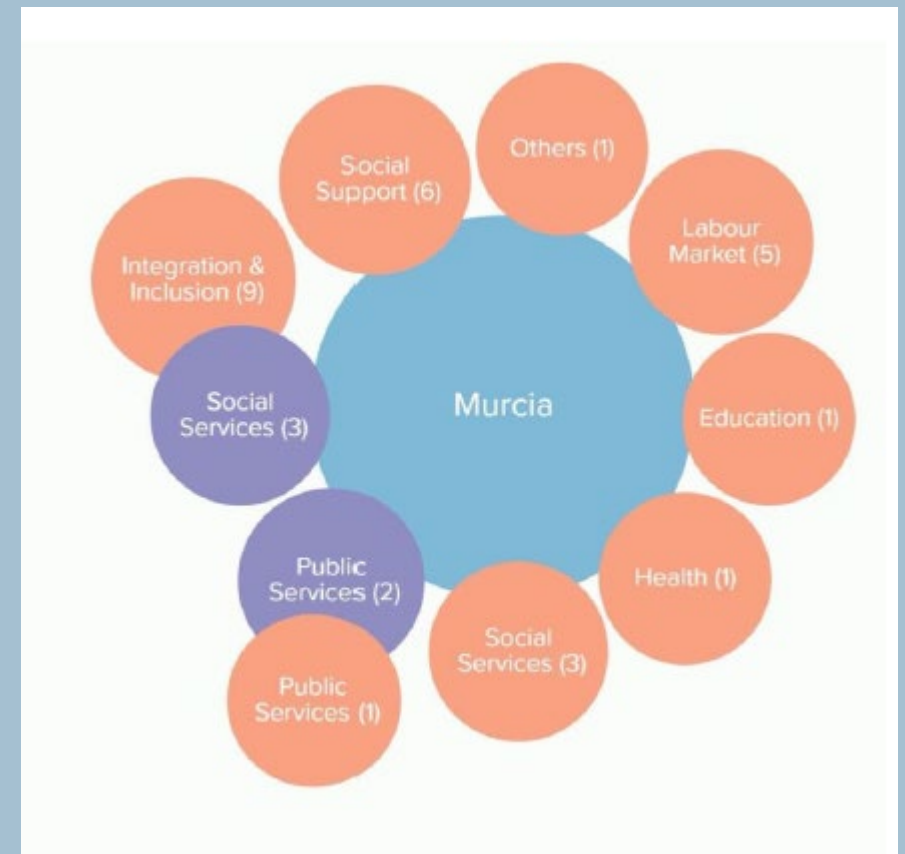 Others (1)
Social
Support (6)
Labour
Market (5)
Integration &
Inclusion (9)
Murcia
Social
Services (3)
Education (1)
Public
Services (2)
Health (1)
Social
Services (3)
Public
Services (1)